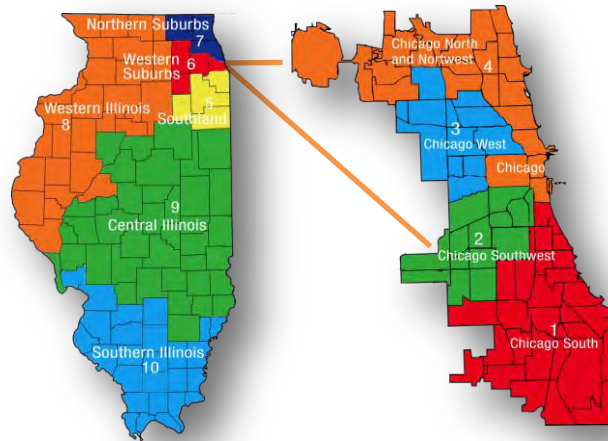 Northern Suburbs
7
Western
Suburbs
6
5
Southland
Western Illinois
8
9
Central Illinois
Southern Illinois
10
Chicago North
and Nortwest
4
3
Chicago West
Chicago
2
Chicago Southwest
1
Chicago South